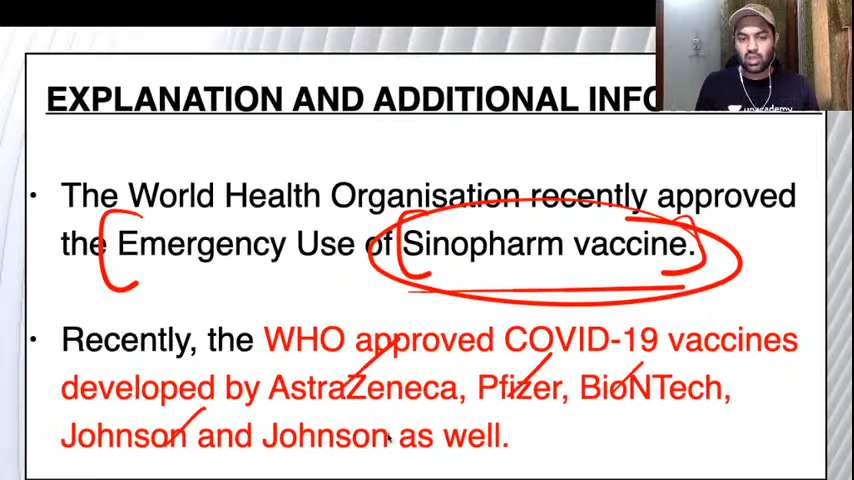 EXPLANATION AND ADDITIONAL INFO
unacademy
• The World Health Organisation recently approved
the Emergency Use of Sinopharm vaccine.
• Recently, the WHO approved COVID-19 vaccines
developed by AstraZeneca, Pfizer, BioNTech,
Johnson and Johnson as well.